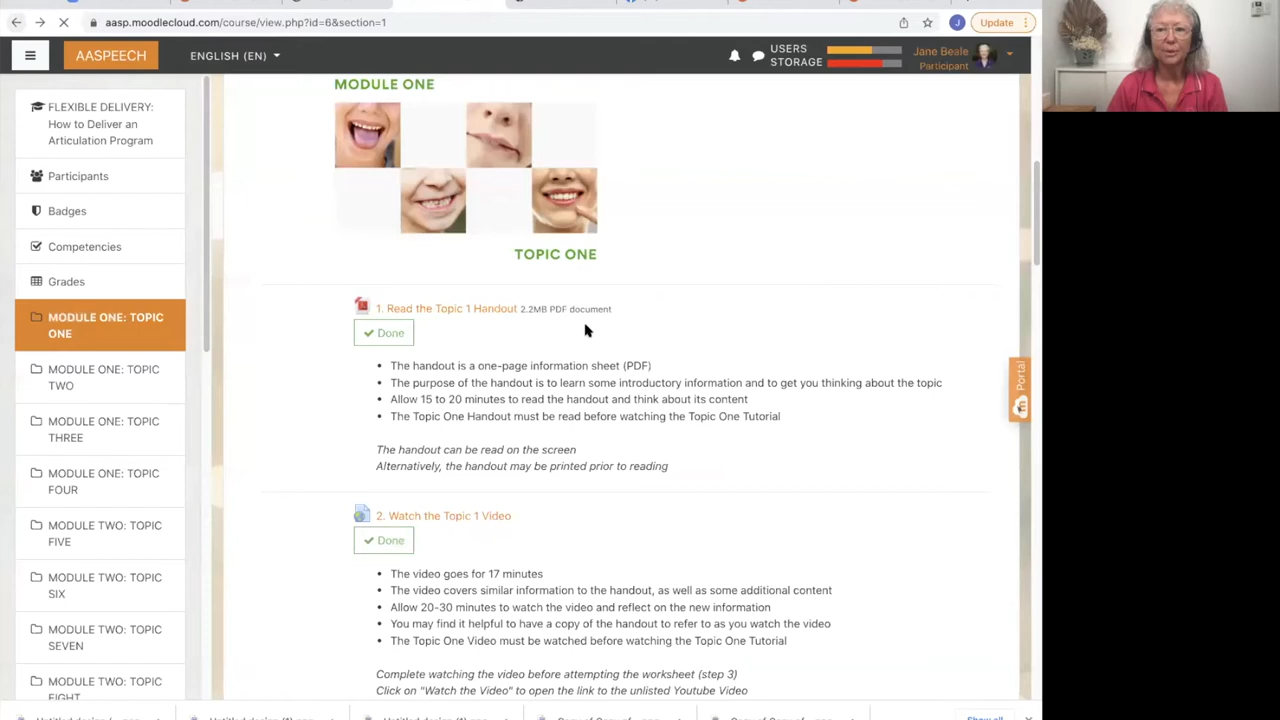 aasp.moodlecloud.com/course/view.php?id=6&section=1
J
Update
AASPEECH
ENGLISH (EN)
USERS
STORAGE
Jane Beale
Participant
FLEXIBLE DELIVERY:
How to Deliver an
Articulation Program
Participants
Badges
Competencies
Grades
MODULE ONE: TOPIC
ONE
MODULE ONE: TOPIC
TWO
MODULE ONE: TOPIC
THREE
MODULE ONE: TOPIC
FOUR
MODULE TWO: TOPIC
FIVE
MODULE TWO: TOPIC
SIX
MODULE TWO: TOPIC
SEVEN
MODULE TWO: TOPIC
EIGHT
MODULE ONE
TOPIC ONE
1. Read the Topic 1 Handout 2.2MB PDF document
Done
• The handout is a one-page information sheet (PDF)
• The purpose of the handout is to learn some introductory information and to get you thinking about the topic
• Allow 15 to 20 minutes to read the handout and think about its content
• The Topic One Handout must be read before watching the Topic One Tutorial
The handout can be read on the screen
Alternatively, the handout may be printed prior to reading
2. Watch the Topic 1 Video
Done
• The video goes for 17 minutes
• The video covers similar information to the handout, as well as some additional content
• Allow 20-30 minutes to watch the video and reflect on the new information
• You may find it helpful to have a copy of the handout to refer to as you watch the video
• The Topic One Video must be watched before watching the Topic One Tutorial
Complete watching the video before attempting the worksheet (step 3)
Click on "Watch the Video" to open the link to the unlisted Youtube Video
Portal
Show all